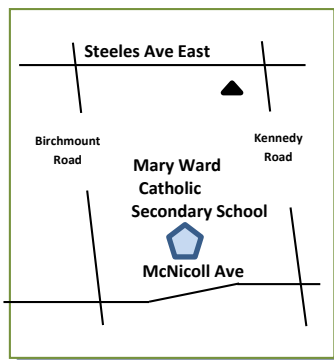 Steeles Ave East
Birchmount
Road
Kennedy
Road
Mary Ward
Catholic
Secondary School
McNicoll Ave